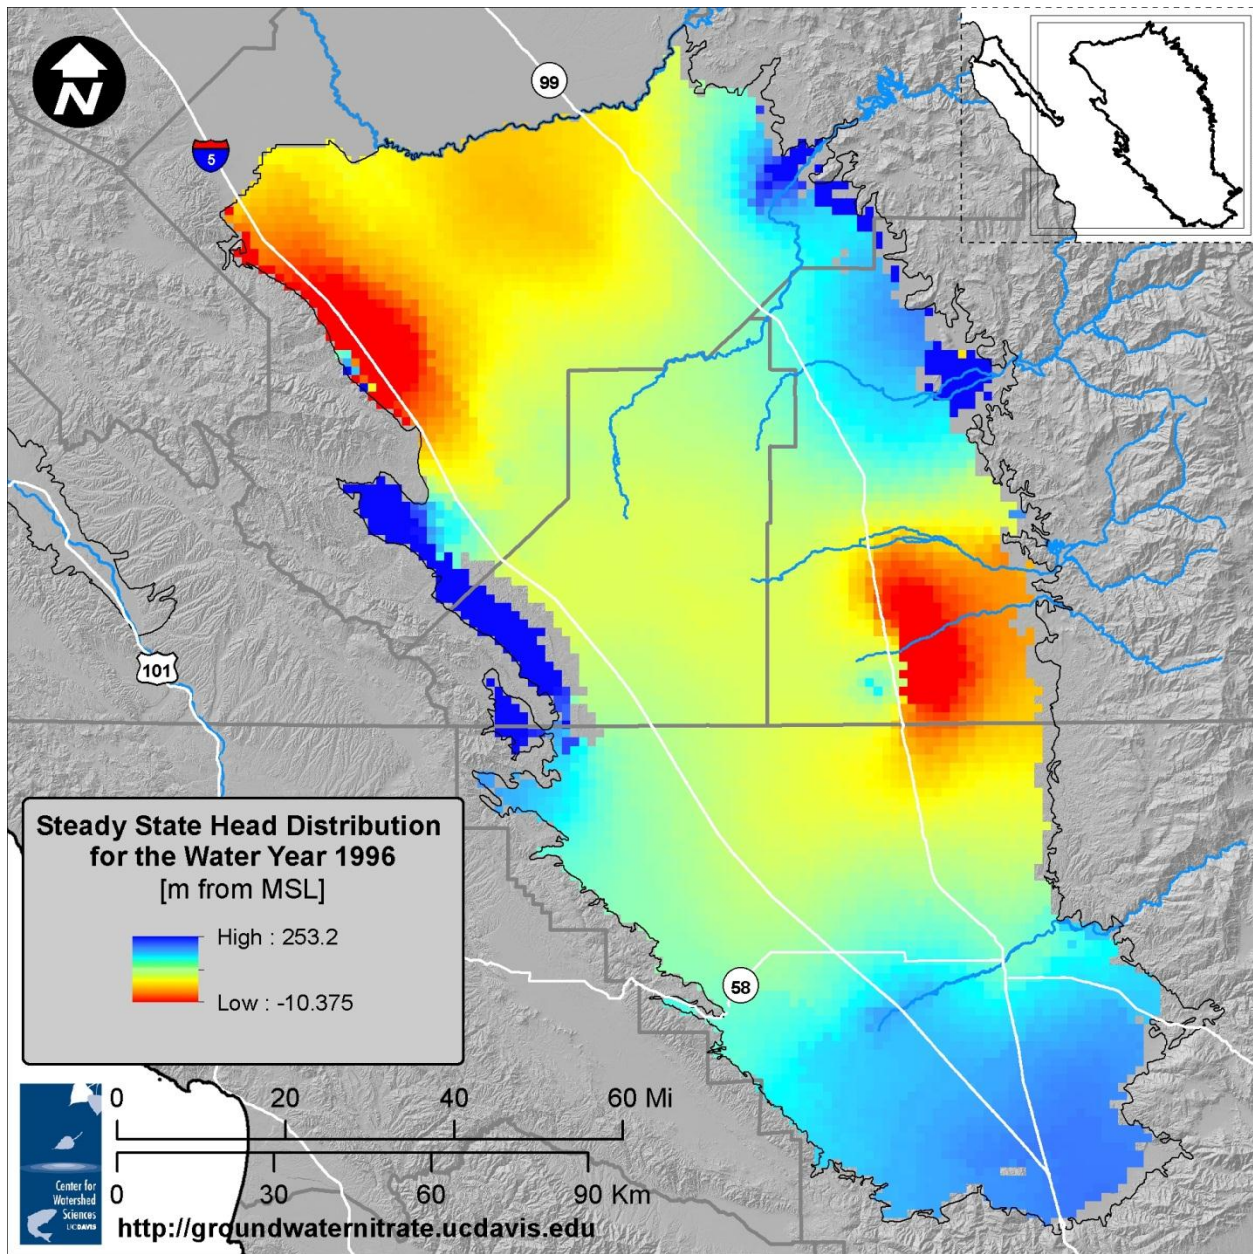 N
99
5
101
58
Steady State Head Distribution
for the Water Year 1996
[m from MSL]
High : 253.2
Low : -10.375
0 20 40 60 Mi
0 30 60 90 Km
Center for
Watershed
Sciences
UC DAVIS
http://groundwaternitrate.ucdavis.edu